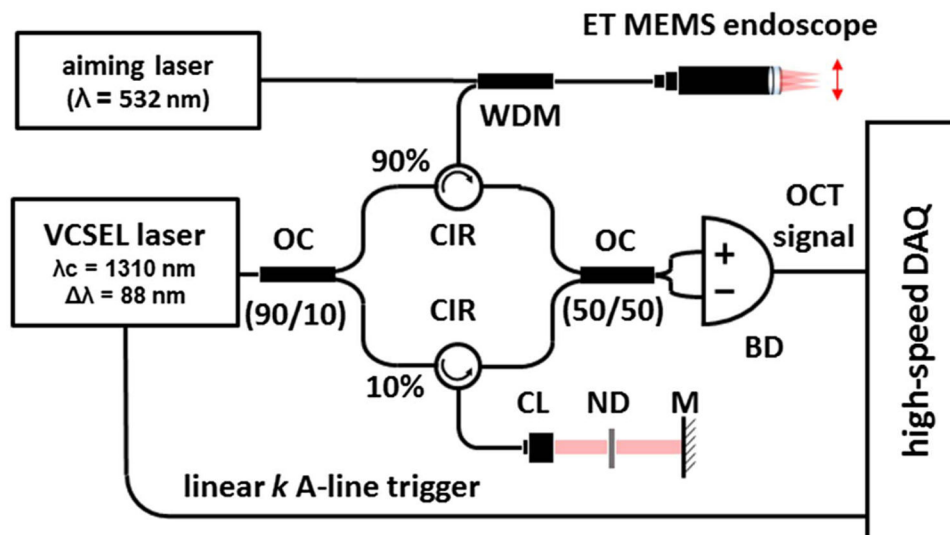 ET MEMS endoscope
aiming laser
(λ = 532 nm)
WDM
90%
CIR
VCSEL laser
λc = 1310 nm
Δλ = 88 nm
OC
(90/10)
CIR
10%
OC
(50/50)
+
−
BD
OCT
signal
high-speed DAQ
CL
ND
M
linear k A-line trigger